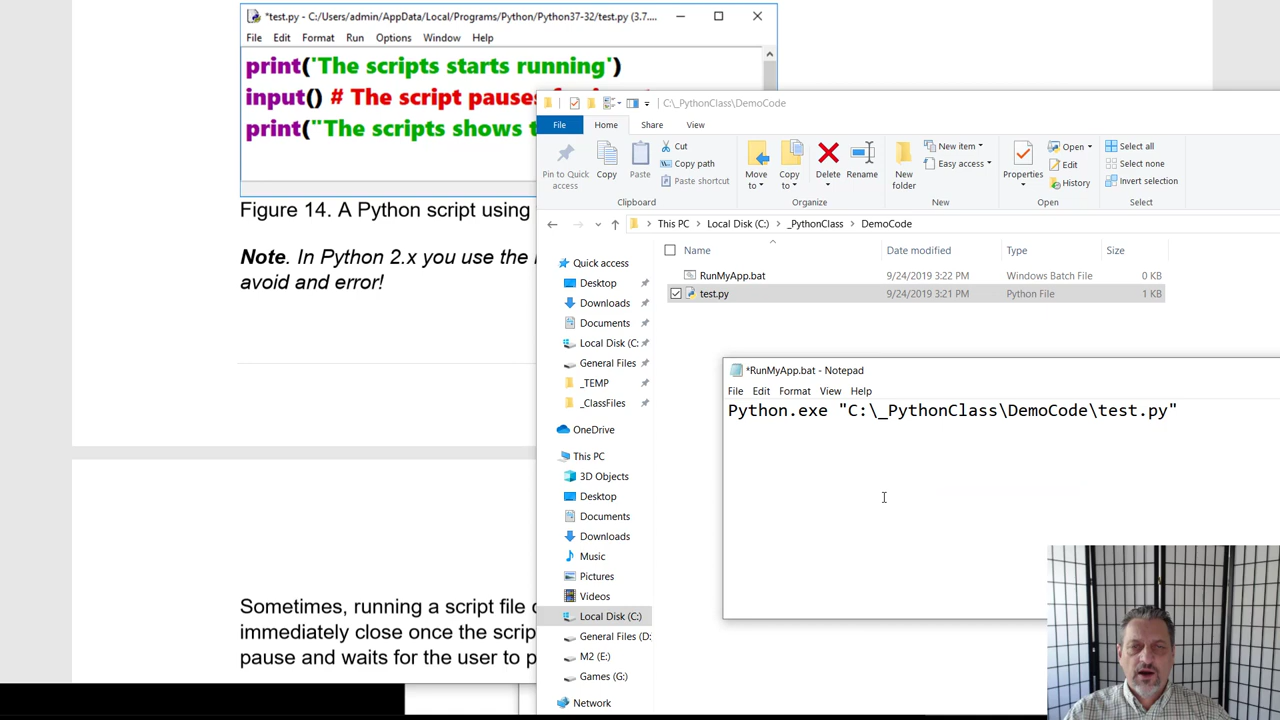 *test.py - C:/Users/admin/AppData/Local/Programs/Python/Python37-32/test.py (3.7....
File Edit Format Run Options Window Help
print('The scripts starts running')
input() # The script pauses
print("The scripts shows
Figure 14. A Python script using
Note. In Python 2.x you use the
avoid and error!
Sometimes, running a script file
immediately close once the scrip
pause and waits for the user to p
C:\_PythonClass\DemoCode
File Home Share View
Pin to Quick access
Copy
Paste
Cut
Copy path
Paste shortcut
Move to
Copy to
Delete
Rename
New folder
New item
Easy access
Properties
Open
Edit
History
Select all
Select none
Invert selection
Clipboard
Organize
New
Open
Select
This PC > Local Disk (C:) > _PythonClass > DemoCode
Name Date modified Type Size
RunMyApp.bat 9/24/2019 3:22 PM Windows Batch File 0 KB
test.py 9/24/2019 3:21 PM Python File 1 KB
Quick access
Desktop
Downloads
Documents
Local Disk (C:
General Files
_TEMP
_ClassFiles
OneDrive
This PC
3D Objects
Desktop
Documents
Downloads
Music
Pictures
Videos
Local Disk (C:)
General Files (D:
M2 (E:)
Games (G:)
Network
*RunMyApp.bat - Notepad
File Edit Format View Help
Python.exe "C:\_PythonClass\DemoCode\test.py"